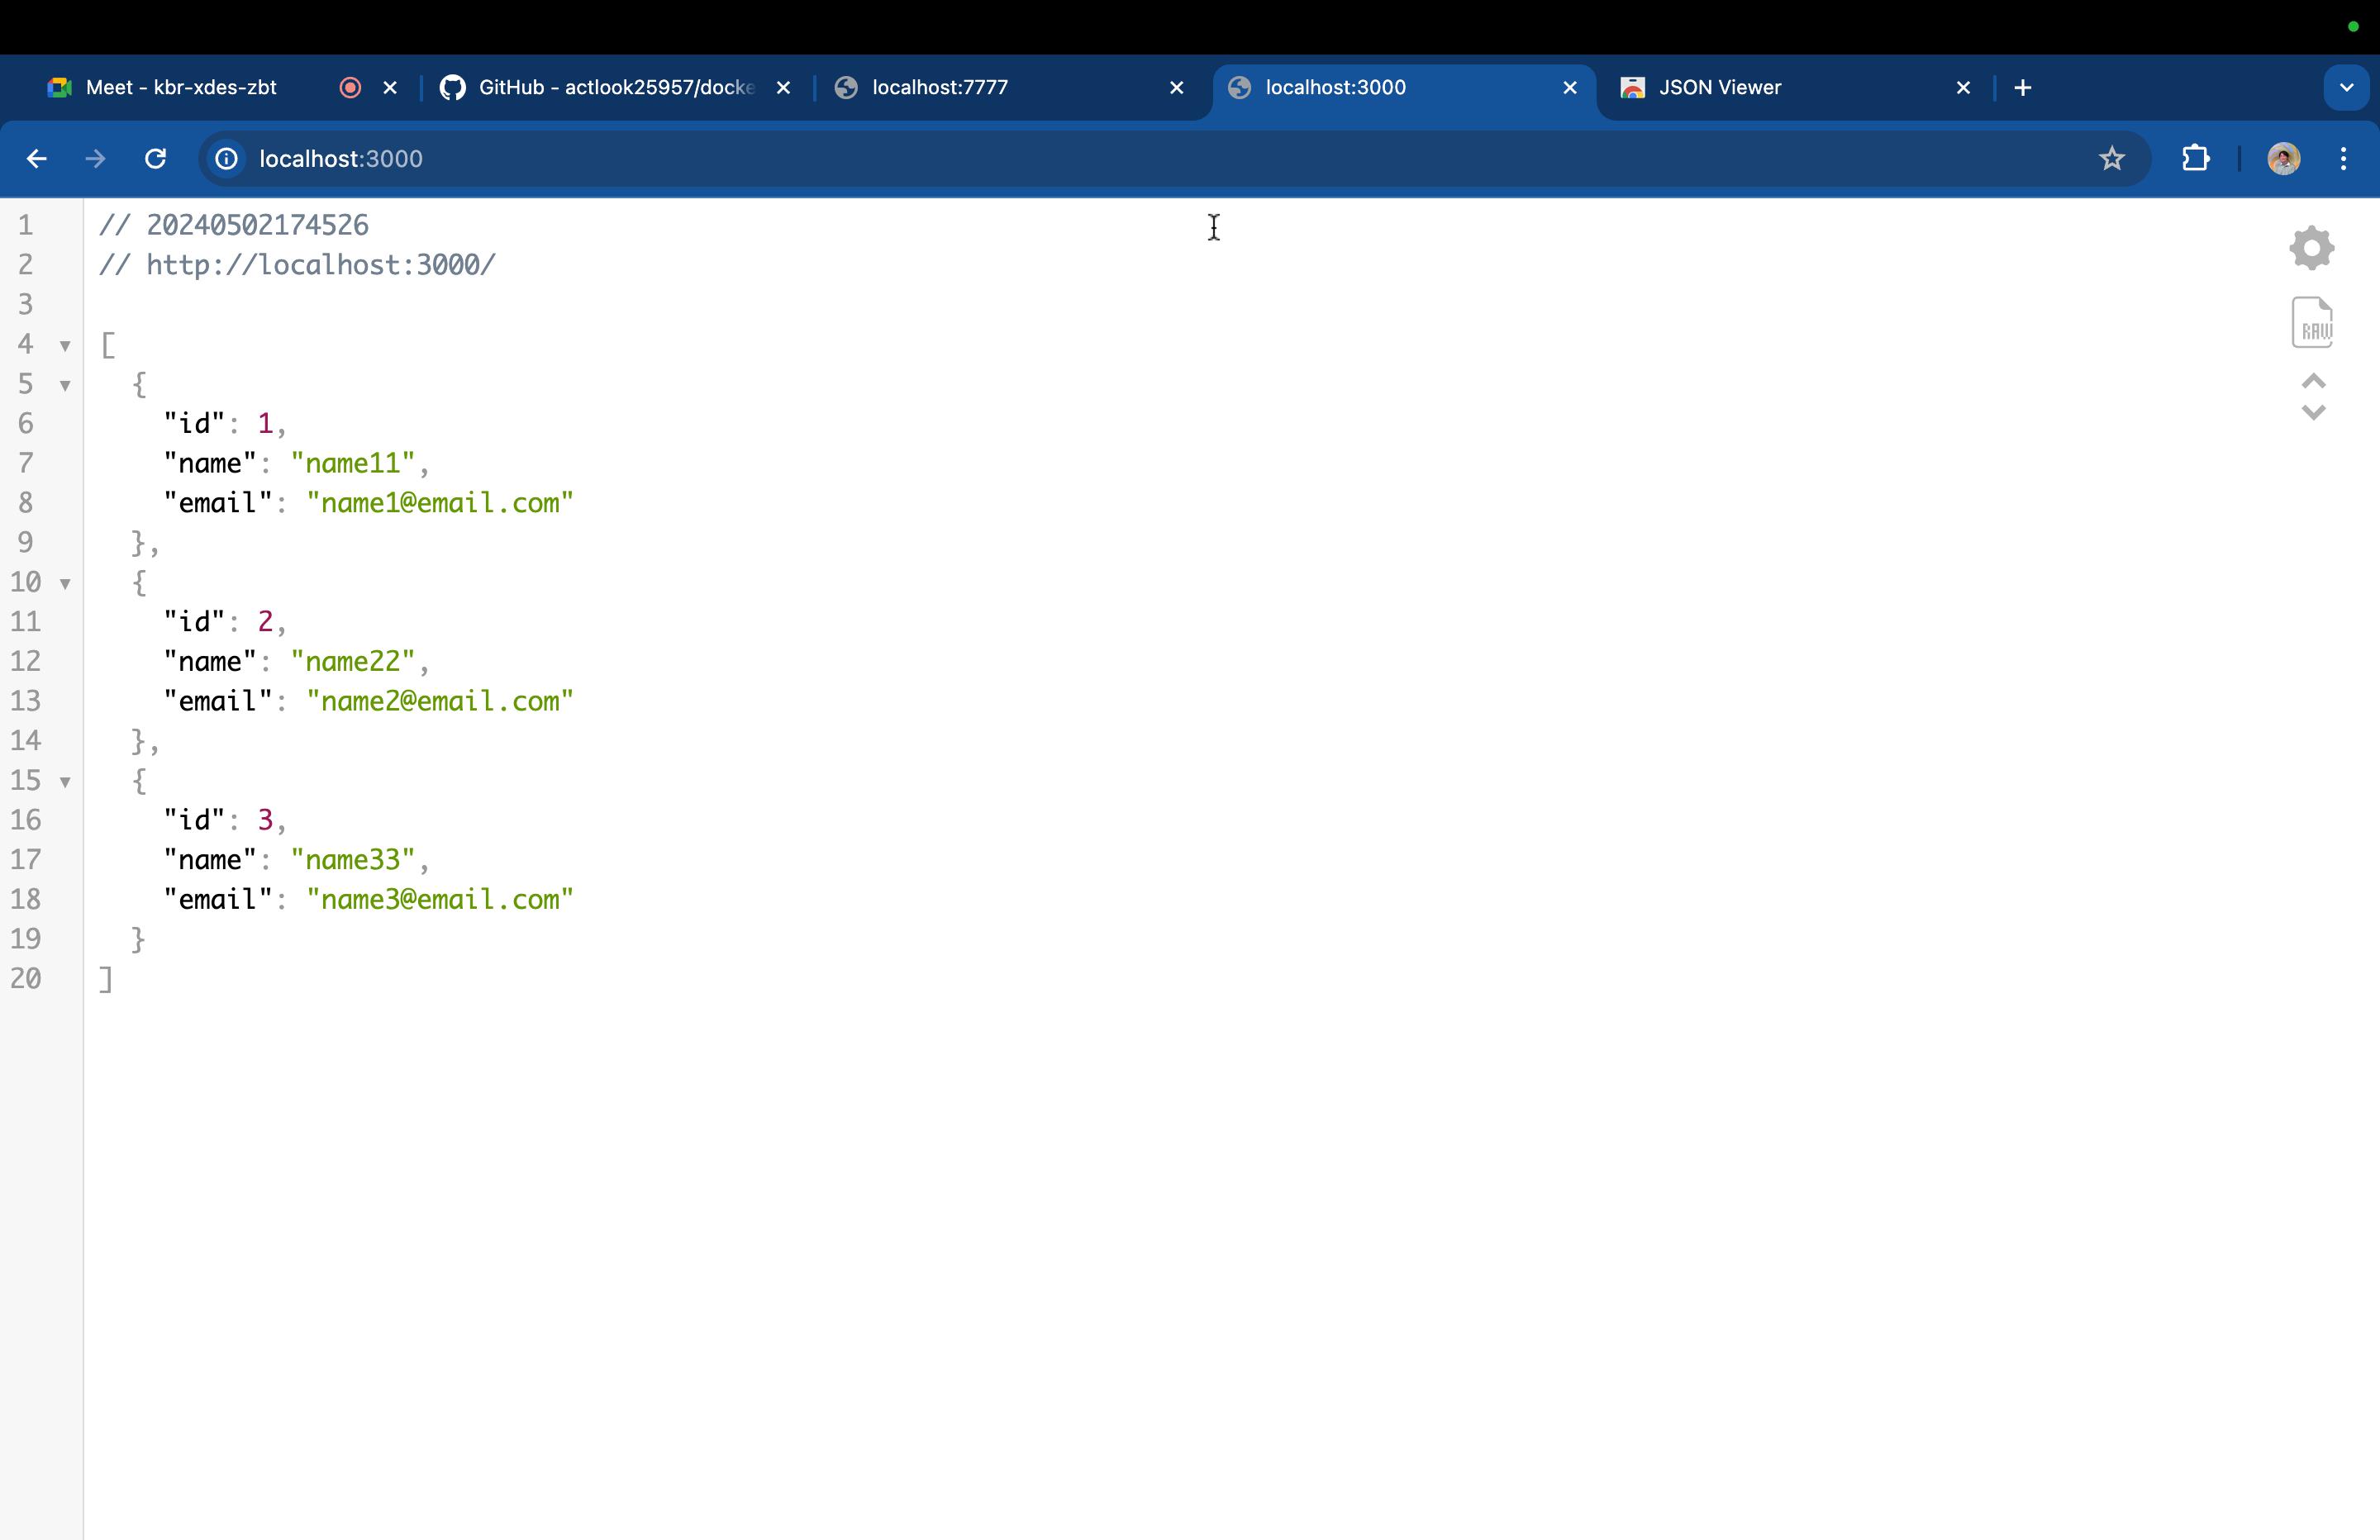 Meet - kbr-xdes-zbt
GitHub - actlook25957/docke
localhost:7777
localhost:3000
JSON Viewer
localhost:3000
1 // 20240502174526
2 // http://localhost:3000/
3
4 [
5 {
6 "id": 1,
7 "name": "name11",
8 "email": "name1@email.com"
9 },
10 {
11 "id": 2,
12 "name": "name22",
13 "email": "name2@email.com"
14 },
15 {
16 "id": 3,
17 "name": "name33",
18 "email": "name3@email.com"
19 }
20 ]
RAW